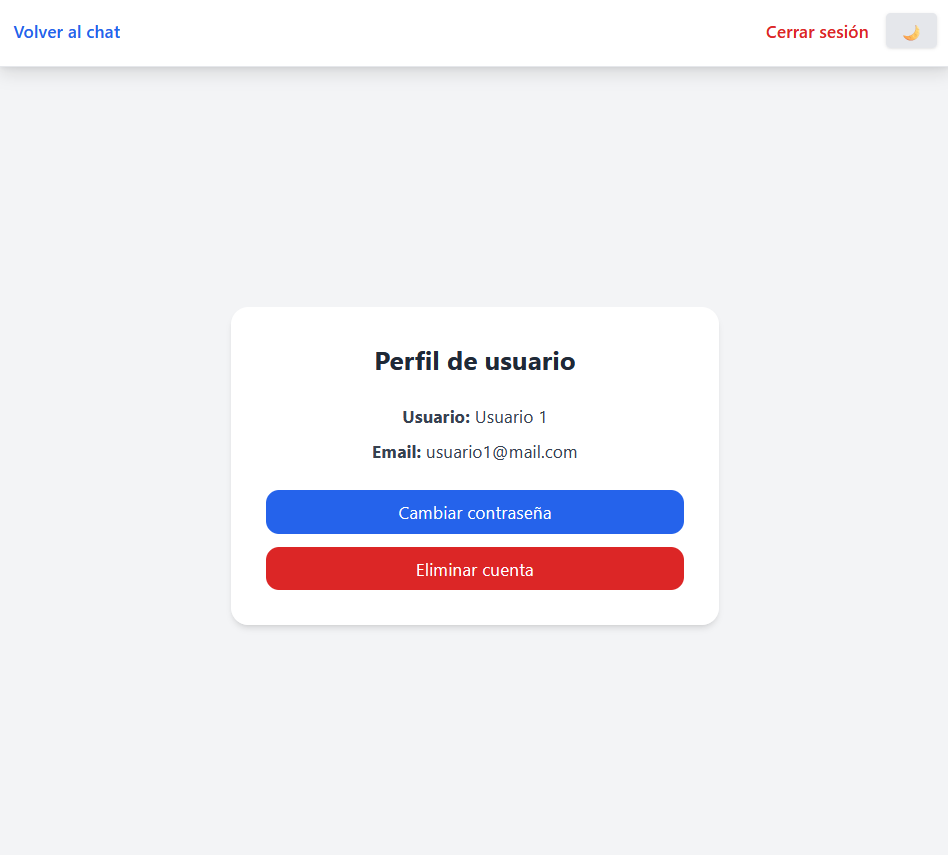 Volver al chat
Cerrar sesión
Perfil de usuario
Usuario: Usuario 1
Email: usuario1@mail.com
Cambiar contraseña
Eliminar cuenta